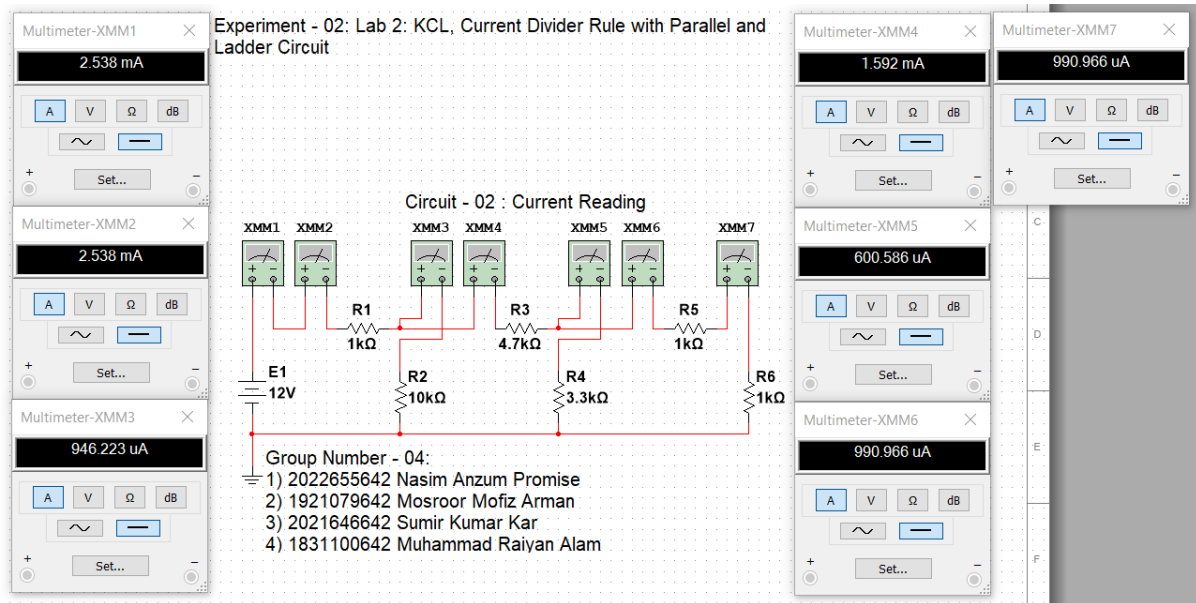 Experiment - 02: Lab 2: KCL, Current Divider Rule with Parallel and
Ladder Circuit
Multimeter-XMM1
2.538 mA
A V Ω dB
+ Set... −
Multimeter-XMM2
2.538 mA
A V Ω dB
+ Set... −
Multimeter-XMM3
946.223 uA
A V Ω dB
+ Set... −
Circuit - 02 : Current Reading
XMM1 XMM2 XMM3 XMM4 XMM5 XMM6 XMM7
R1
1kΩ
R3
4.7kΩ
R5
1kΩ
E1
12V
R2
10kΩ
R4
3.3kΩ
R6
1kΩ
Group Number - 04:
1) 2022655642 Nasim Anzum Promise
2) 1921079642 Mosroor Mofiz Arman
3) 2021646642 Sumir Kumar Kar
4) 1831100642 Muhammad Raiyan Alam
Multimeter-XMM4
1.592 mA
A V Ω dB
+ Set... −
Multimeter-XMM5
600.586 uA
A V Ω dB
+ Set... −
Multimeter-XMM6
990.966 uA
A V Ω dB
+ Set... −
Multimeter-XMM7
990.966 uA
A V Ω dB
+ Set... −
C
D
E
F